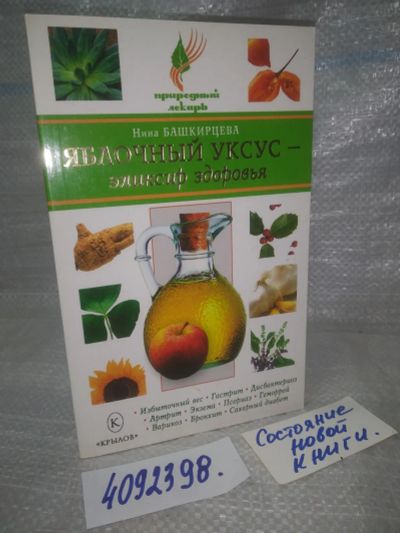 природный
лекарь
Нина БАШКИРЦЕВА
ЯБЛОЧНЫЙ УКСУС –
эликсир здоровья
• Избыточный вес • Гастрит • Дисбактериоз
• Артрит • Экзема • Псориаз • Геморрой
• Варикоз • Бронхит • Сахарный диабет
К
«КРЫЛОВ»
4092398.
Состояние
новой
книги.